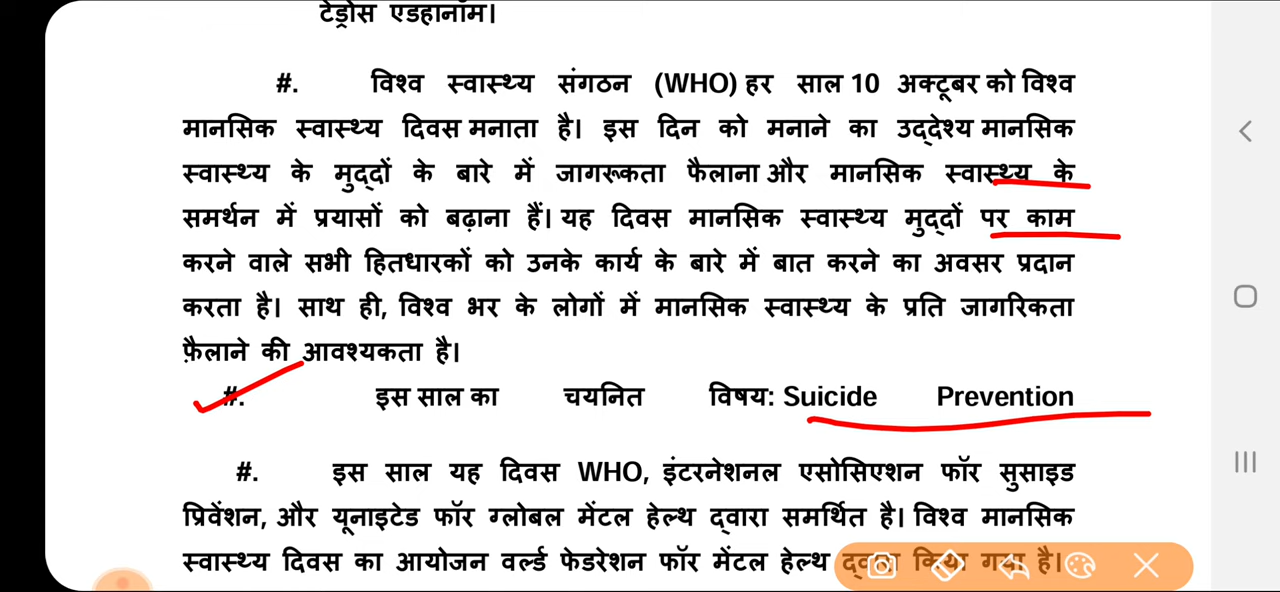 टेड्रोस एडहानॉम।
#. विश्व स्वास्थ्य संगठन (WHO) हर साल 10 अक्टूबर को विश्व
मानसिक स्वास्थ्य दिवस मनाता है। इस दिन को मनाने का उद्देश्य मानसिक
स्वास्थ्य के मुद्दों के बारे में जागरूकता फैलाना और मानसिक स्वास्थ्य के
समर्थन में प्रयासों को बढ़ाना हैं। यह दिवस मानसिक स्वास्थ्य मुद्दों पर काम
करने वाले सभी हितधारकों को उनके कार्य के बारे में बात करने का अवसर प्रदान
करता है। साथ ही, विश्व भर के लोगों में मानसिक स्वास्थ्य के प्रति जागरिकता
फ़ैलाने की आवश्यकता है।
#. इस साल का चयनित विषय: Suicide Prevention
#. इस साल यह दिवस WHO, इंटरनेशनल एसोसिएशन फॉर सुसाइड
प्रिवेंशन, और यूनाइटेड फॉर ग्लोबल मेंटल हेल्थ द्वारा समर्थित है। विश्व मानसिक
स्वास्थ्य दिवस का आयोजन वर्ल्ड फेडरेशन फॉर मेंटल हेल्थ द्वारा किया गया है।